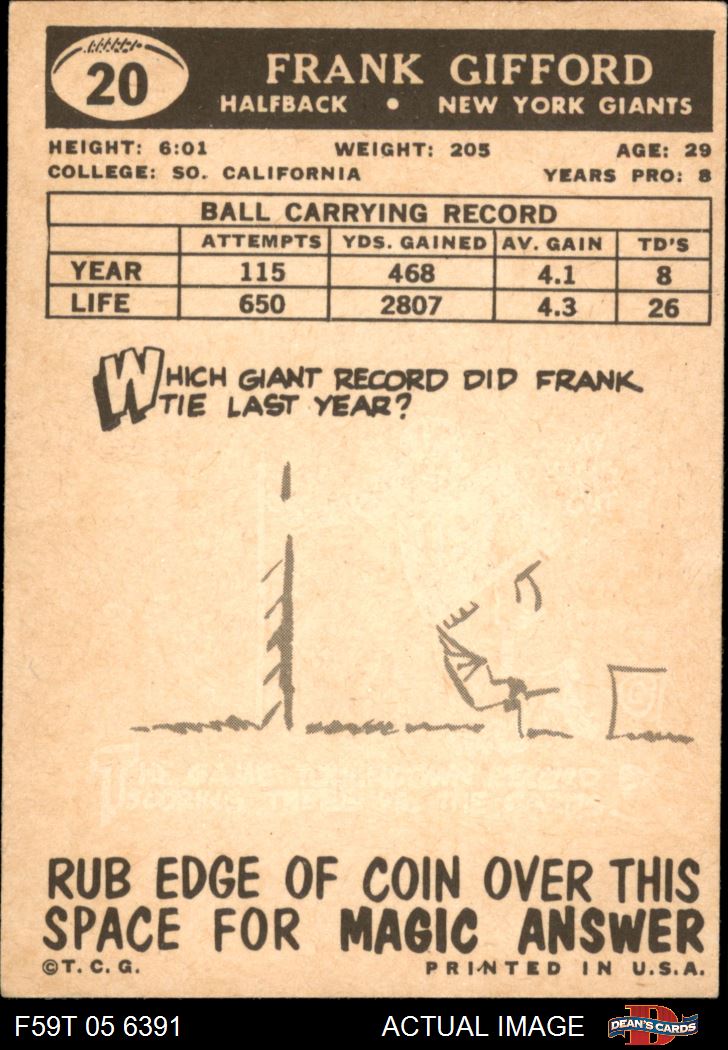 20
FRANK GIFFORD
HALFBACK • NEW YORK GIANTS
HEIGHT: 6:01 WEIGHT: 205 AGE: 29
COLLEGE: SO. CALIFORNIA YEARS PRO: 8
BALL CARRYING RECORD
ATTEMPTS YDS. GAINED AV. GAIN TD'S
YEAR 115 468 4.1 8
LIFE 650 2807 4.3 26
WHICH GIANT RECORD DID FRANK
TIE LAST YEAR?
RUB EDGE OF COIN OVER THIS
SPACE FOR MAGIC ANSWER
©T.C.G. PRINTED IN U.S.A.
F59T 05 6391 ACTUAL IMAGE DEAN'S CARDS